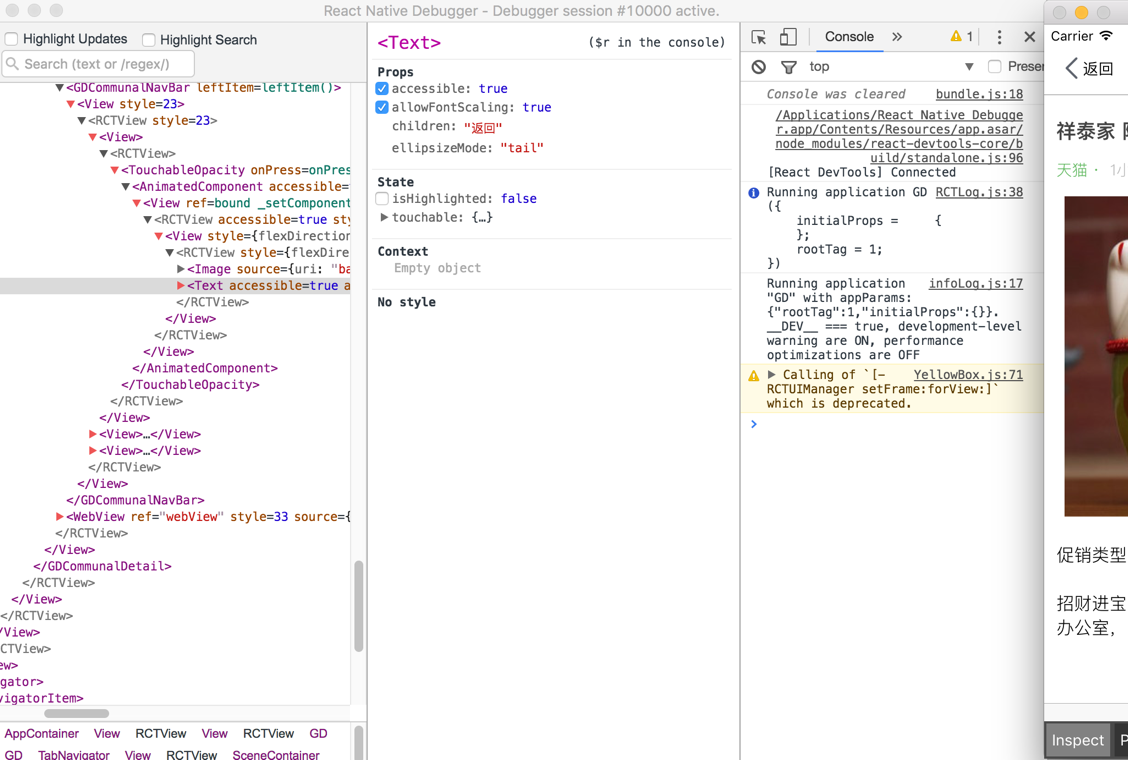 React Native Debugger - Debugger session #10000 active.
Highlight Updates Highlight Search
Search (text or /regex/)
<GDCommunalNavBar leftItem=leftItem()>
<View style=23>
<RCTView style=23>
<View>
<RCTView>
<TouchableOpacity onPress=onPres
<AnimatedComponent accessible=
<View ref=bound _setComponent
<RCTView accessible=true sty
<View style={flexDirection
<RCTView style={flexDire
<Image source={uri: "ba
<Text accessible=true a
</RCTView>
</View>
</RCTView>
</View>
</AnimatedComponent>
</TouchableOpacity>
</RCTView>
</View>
<View>…</View>
<View>…</View>
</RCTView>
</View>
</GDCommunalNavBar>
<WebView ref="webView" style=33 source={
</RCTView>
</View>
</GDCommunalDetail>
</RCTView>
</View>
</RCTView>
/View>
CTView>
ew>
gator>
vigatorItem>
AppContainer View RCTView View RCTView GD
GD TabNavigator View RCTView SceneContainer
<Text> ($r in the console)
Props
accessible: true
allowFontScaling: true
children: "返回"
ellipsizeMode: "tail"
State
isHighlighted: false
touchable: {…}
Context
Empty object
No style
Console » 1
top Preser
Console was cleared bundle.js:18
/Applications/React Native Debugge
r.app/Contents/Resources/app.asar/
node_modules/react-devtools-core/b
uild/standalone.js:96
[React DevTools] Connected
Running application GD RCTLog.js:38
({
initialProps = {
};
rootTag = 1;
})
Running application infoLog.js:17
"GD" with appParams:
{"rootTag":1,"initialProps":{}}.
__DEV__ === true, development-level
warning are ON, performance
optimizations are OFF
Calling of `[- YellowBox.js:71
RCTUIManager setFrame:forView:]`
which is deprecated.
Carrier
返回
祥泰家
天猫 · 1小
促销类型
招财进宝
办公室，
Inspect P